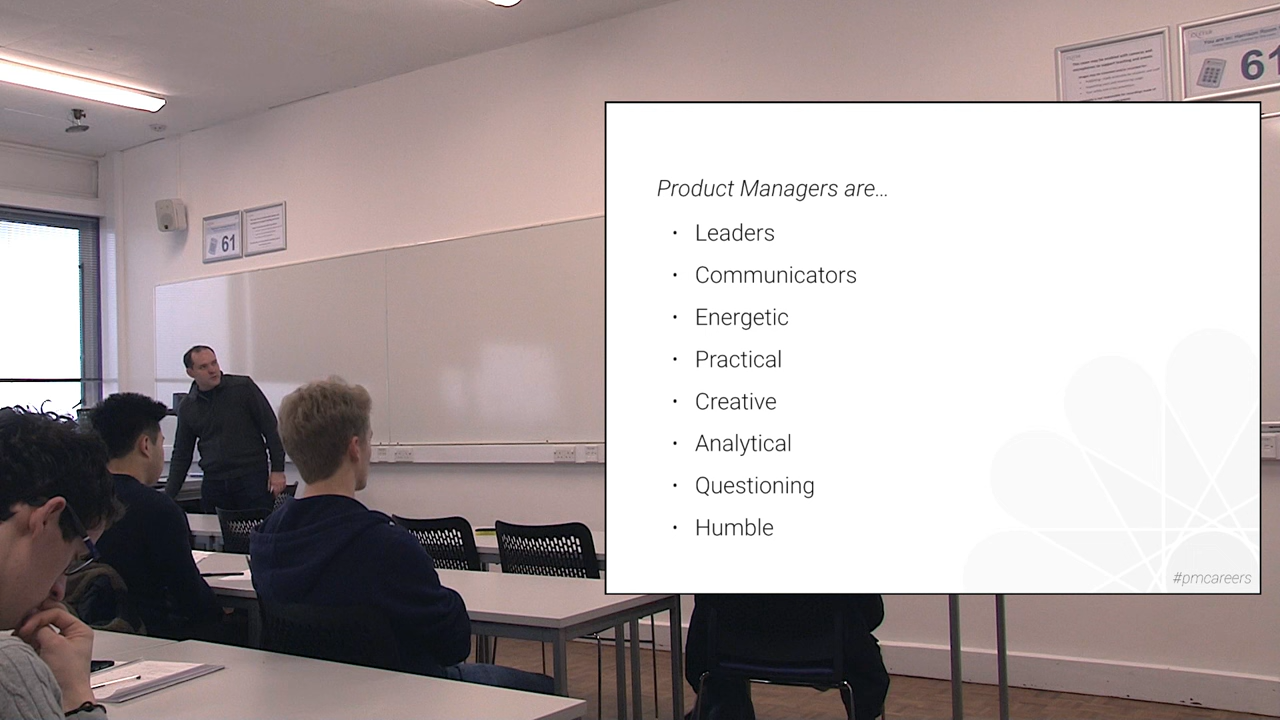 61
61
Product Managers are…
· Leaders
· Communicators
· Energetic
· Practical
· Creative
· Analytical
· Questioning
· Humble
#pmcareers